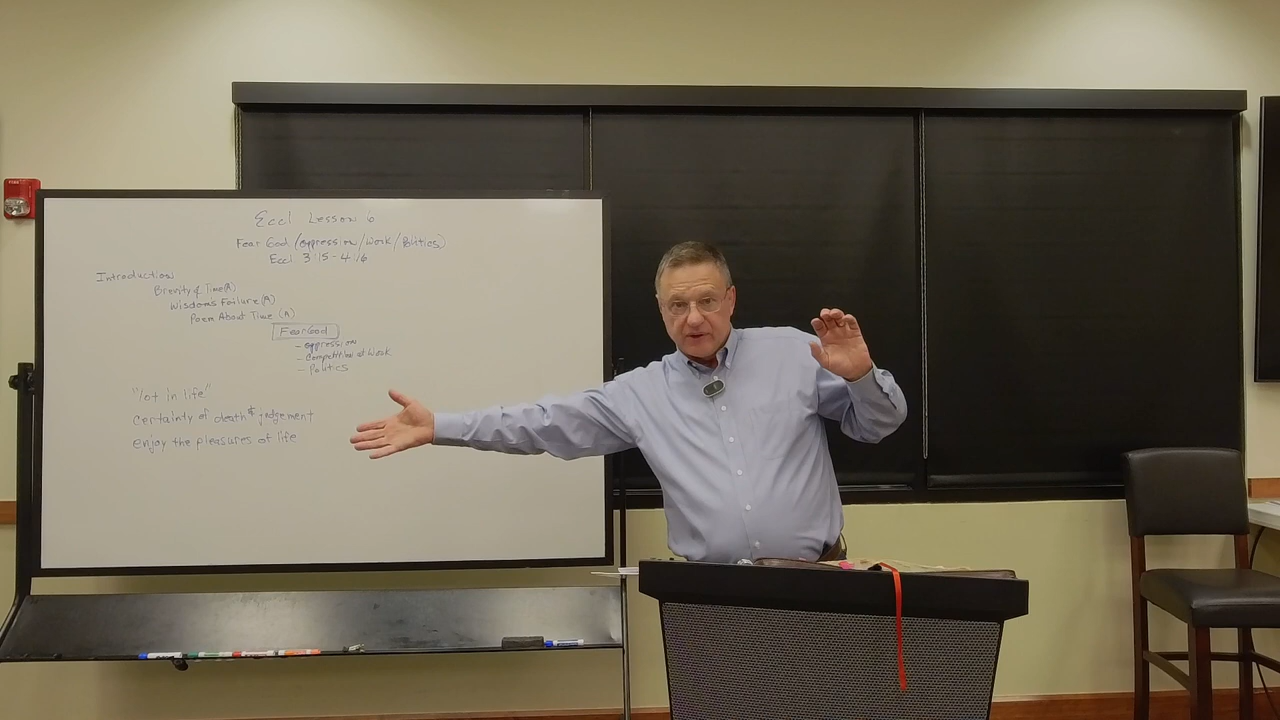 Eccl Lesson 6
Fear God (oppression/work/Politics)
Eccl 3:15-4:16
Introduction
Brevity of Time (A)
Wisdom's Failure (A)
Poem About Time (A)
Fear God
- oppression
- Competition at Work
- Politics
"lot in life"
Certainty of death & judgement
enjoy the pleasures of life
FIRE